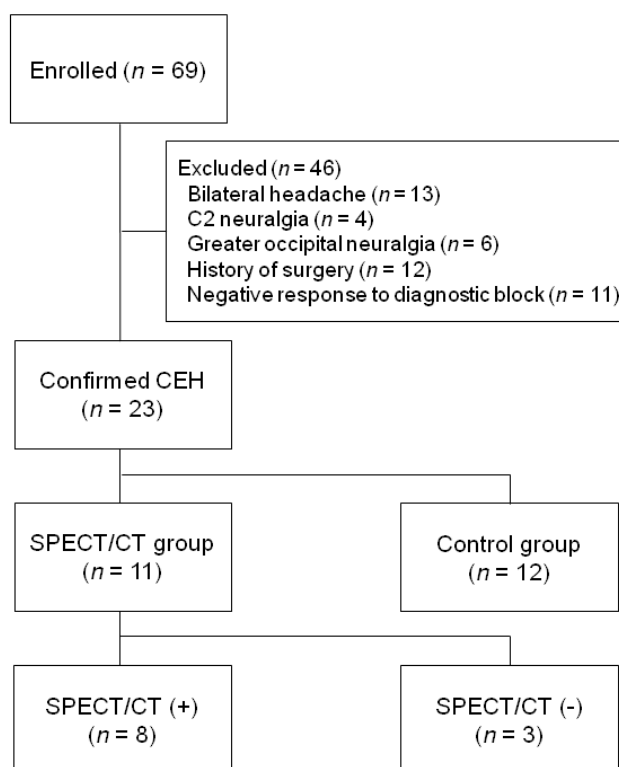 Enrolled (n = 69)
Excluded (n = 46)
Bilateral headache (n = 13)
C2 neuralgia (n = 4)
Greater occipital neuralgia (n = 6)
History of surgery (n = 12)
Negative response to diagnostic block (n = 11)
Confirmed CEH
(n = 23)
SPECT/CT group
(n = 11)
Control group
(n = 12)
SPECT/CT (+)
(n = 8)
SPECT/CT (-)
(n = 3)